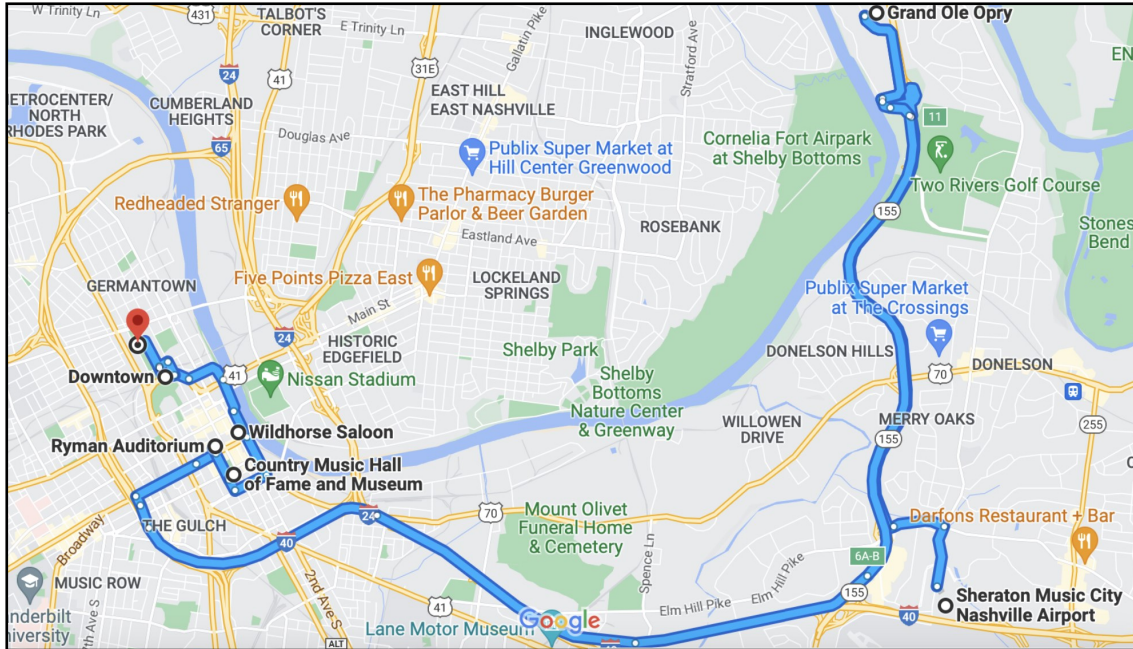 W Trinity Ln
431
TALBOT'S
CORNER
E Trinity Ln
INGLEWOOD
Gallatin Pike
Stratford Ave
Grand Ole Opry
24
41
31E
EAST HILL
EAST NASHVILLE
CUMBERLAND
HEIGHTS
NORTH
RHODES PARK
Douglas Ave
65
11
Publix Super Market at
Hill Center Greenwood
Cornelia Fort Airpark
at Shelby Bottoms
Two Rivers Golf Course
Redheaded Stranger
The Pharmacy Burger
Parlor & Beer Garden
155
Eastland Ave
ROSEBANK
Stones
Bend
GERMANTOWN
Five Points Pizza East
LOCKELAND
SPRINGS
Main St
Publix Super Market
at The Crossings
24
HISTORIC
EDGEFIELD
Shelby Park
DONELSON HILLS
DONELSON
70
Downtown
41
Nissan Stadium
Shelby
Bottoms
Nature Center
& Greenway
WILLOWEN
DRIVE
MERRY OAKS
255
155
Wildhorse Saloon
Ryman Auditorium
Country Music Hall
of Fame and Museum
70
24
Mount Olivet
Funeral Home
& Cemetery
Broadway
THE GULCH
40
2nd Ave S
Spence Ln
Elm Hill Pike
Darfons Restaurant + Bar
6A-B
MUSIC ROW
41
Elm Hill Pike
155
40
Sheraton Music City
Nashville Airport
Google
Lane Motor Museum
ALT